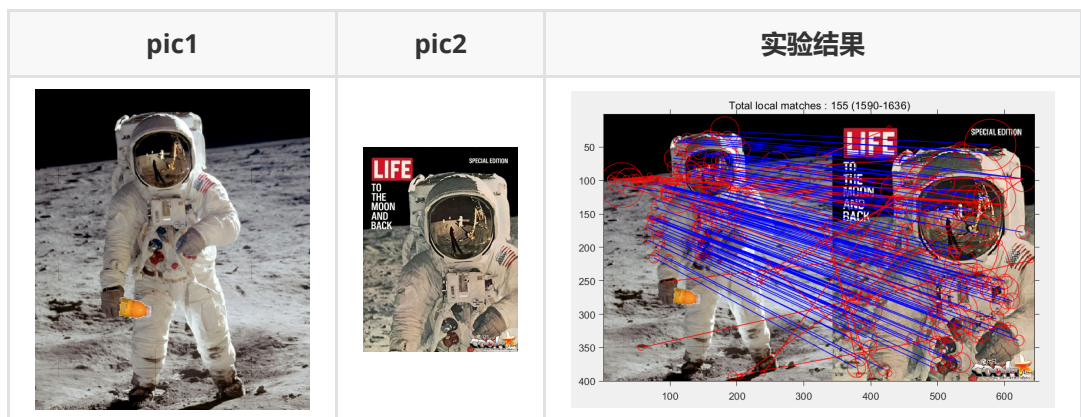 pic1
pic2
实验结果
LIFE
SPECIAL EDITION
TO
THE
MOON
AND
BACK
Total local matches : 155 (1590-1636)
50
100
150
200
250
300
350
400
100
200
300
400
500
600
LIFE
SPECIAL EDITION
TO
THE
MOON
AND
BACK